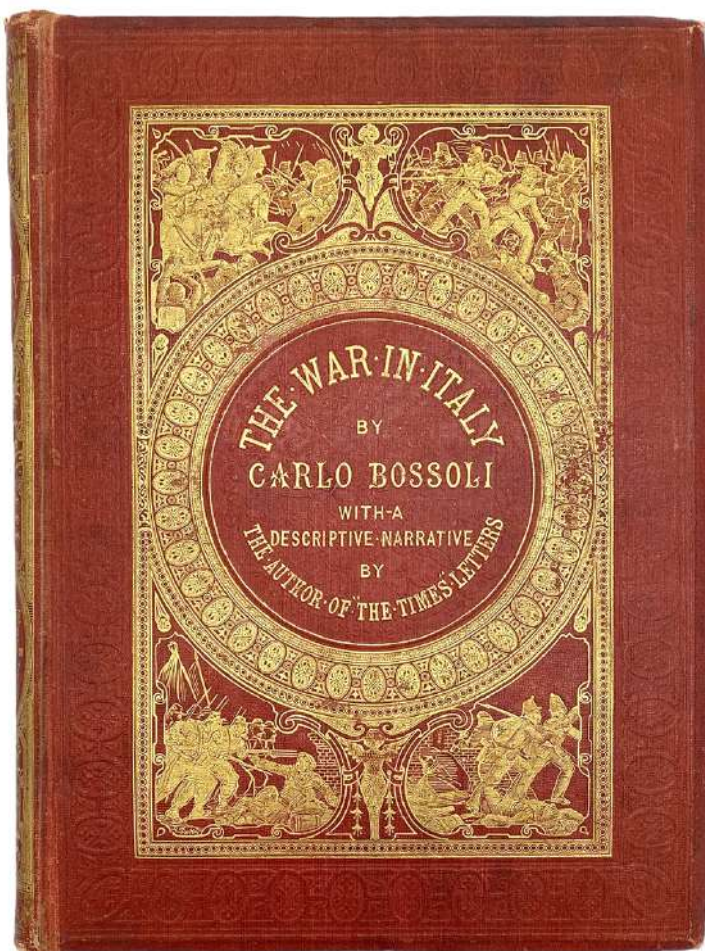 THE·WAR·IN·ITALY
BY
CARLO BOSSOLI
WITH-A
DESCRIPTIVE·NARRATIVE
BY
THE·AUTHOR·OF·"THE·TIMES"·LETTERS